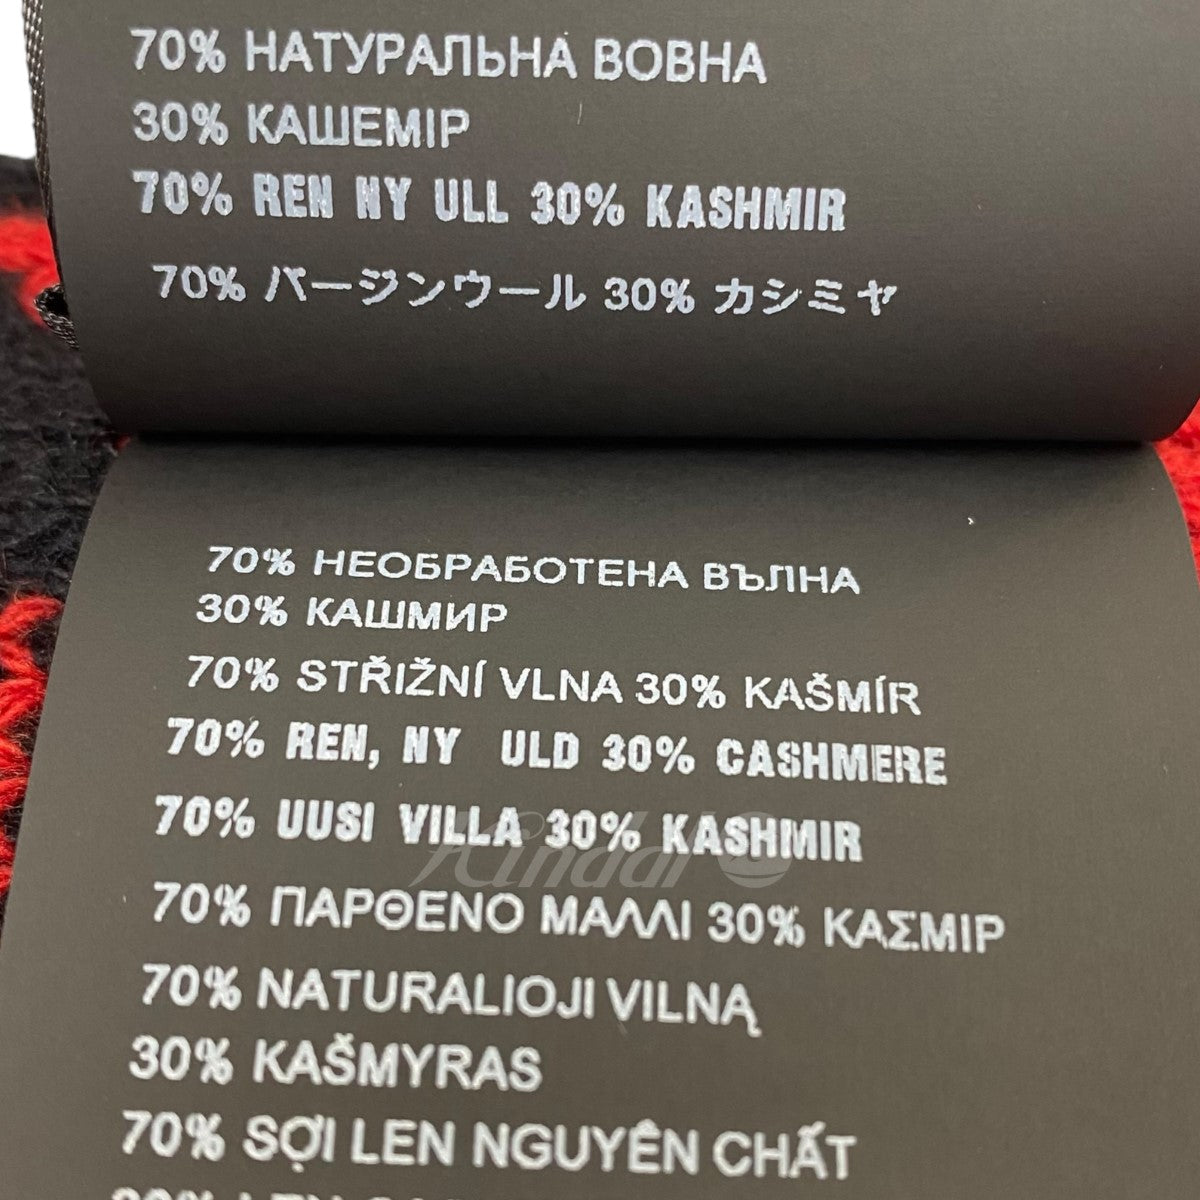 70% НАТУРАЛЬНА ВОВНА
30% КАШЕМІР
70% REN NY ULL 30% KASHMIR
70% バージンウール 30% カシミヤ
70% НЕОБРАБОТЕНА ВЪЛНА
30% КАШМИР
70% STŘIŽNÍ VLNA 30% KAŠMÍR
70% REN, NY ULD 30% CASHMERE
70% UUSI VILLA 30% KASHMIR
Kindal
70% ΠΑΡΘΕΝΟ ΜΑΛΛΙ 30% ΚΑΣΜΙΡ
70% NATURALIOJI VILNĄ
30% KAŠMYRAS
70% SỢI LEN NGUYÊN CHẤT